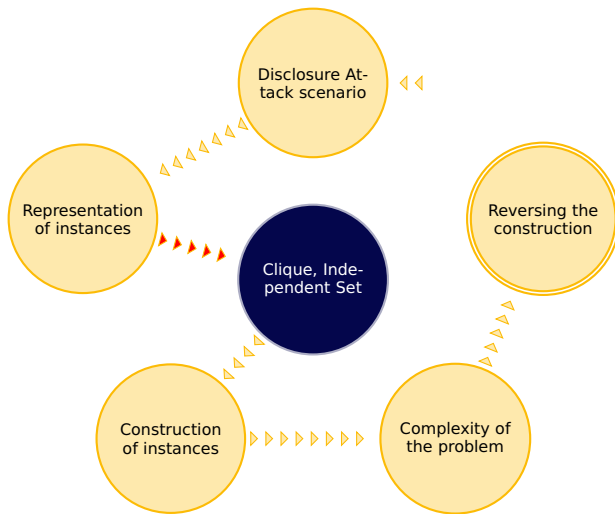 Disclosure At-
tack scenario
Representation
of instances
Reversing the
construction
Clique, Inde-
pendent Set
Construction
of instances
Complexity of
the problem